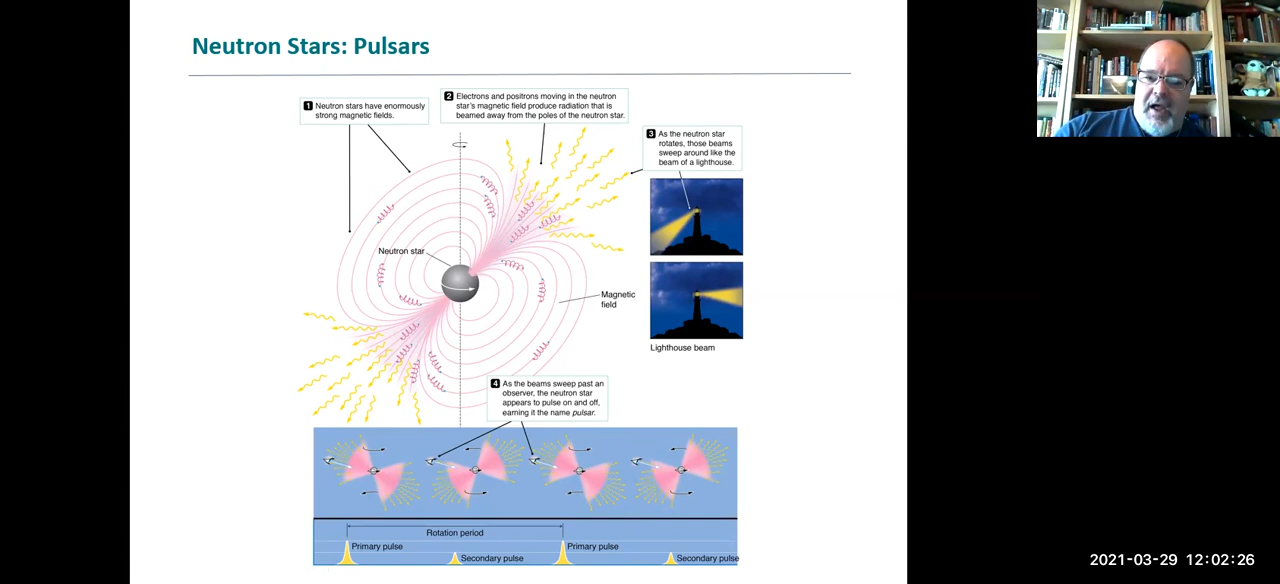 Neutron Stars: Pulsars
1 Neutron stars have enormously
strong magnetic fields.
2 Electrons and positrons moving in the neutron
star's magnetic field produce radiation that is
beamed away from the poles of the neutron star.
3 As the neutron star
rotates, those beams
sweep around like the
beam of a lighthouse.
Neutron star
Magnetic
field
Lighthouse beam
4 As the beams sweep past an
observer, the neutron star
appears to pulse on and off,
earning it the name pulsar.
Rotation period
Primary pulse
Secondary pulse
Primary pulse
Secondary pulse
2021-03-29 12:02:26